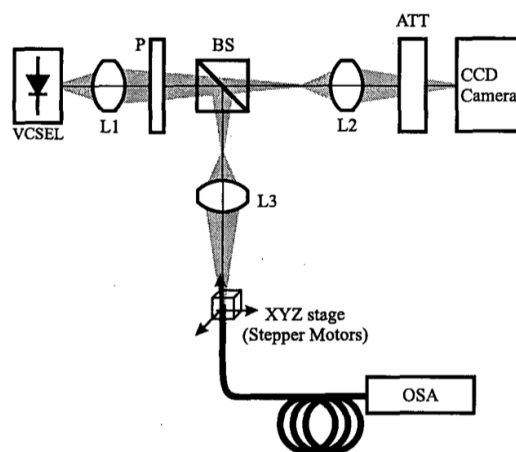 ATT
P
BS
CCD
Camera
VCSEL
L1
L2
L3
XYZ stage
(Stepper Motors)
OSA